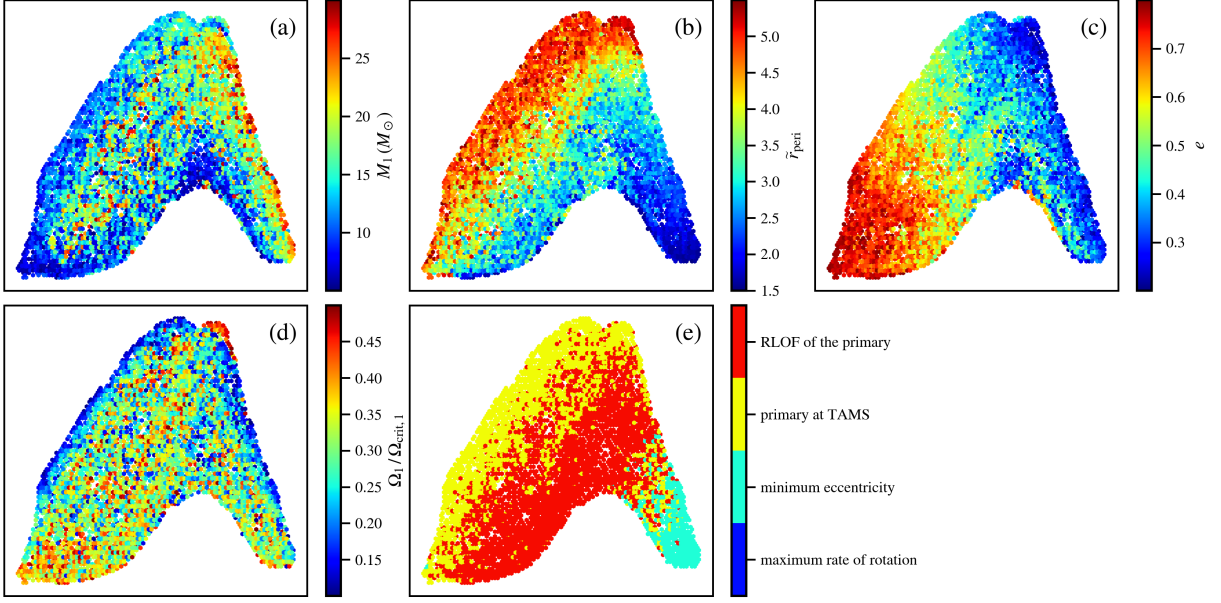 (a)
25
20
15
10
M₁ (M⊙)
(b)
5.0
4.5
4.0
3.5
3.0
2.5
2.0
1.5
r̃peri
(c)
0.7
0.6
0.5
0.4
0.3
e
(d)
0.45
0.40
0.35
0.30
0.25
0.20
0.15
Ω₁ / Ωcrit, 1
(e)
RLOF of the primary
primary at TAMS
minimum eccentricity
maximum rate of rotation